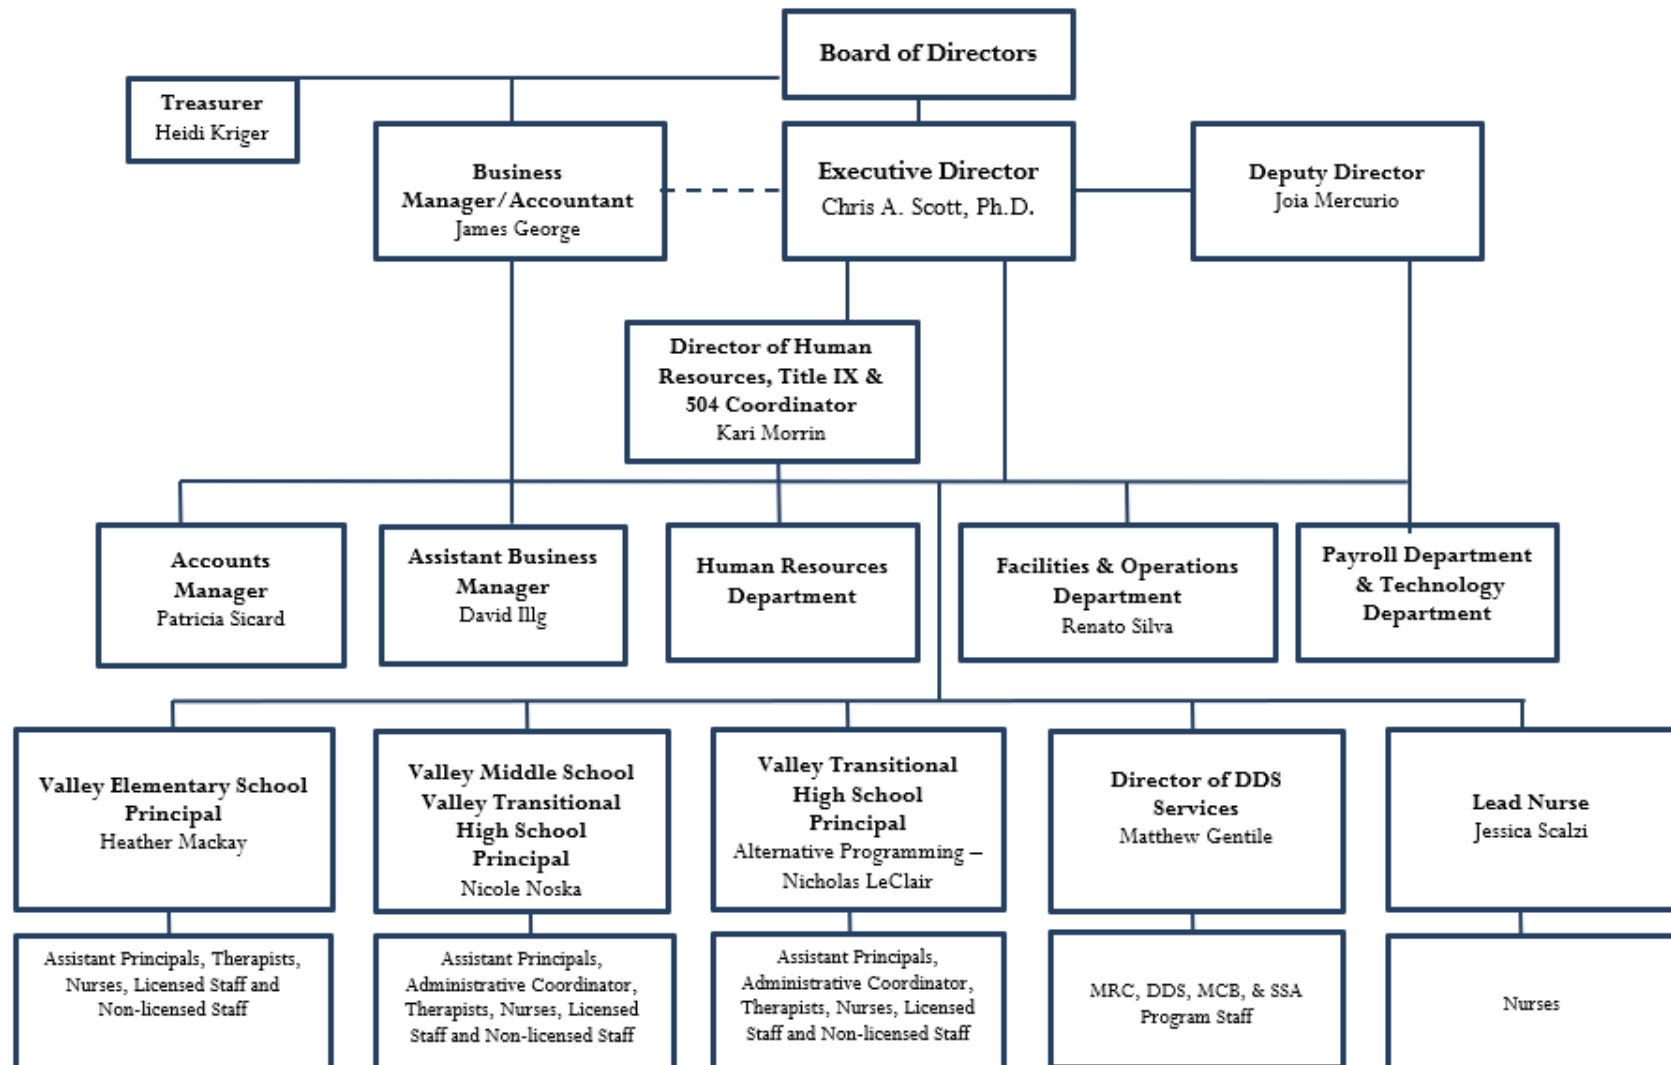 Board of Directors
Treasurer
Heidi Kriger
Business
Manager/Accountant
James George
Executive Director
Chris A. Scott, Ph.D.
Deputy Director
Joia Mercurio
Director of Human
Resources, Title IX &
504 Coordinator
Kari Morrin
Accounts
Manager
Patricia Sicard
Assistant Business
Manager
David Illg
Human Resources
Department
Facilities & Operations
Department
Renato Silva
Payroll Department
& Technology
Department
Valley Elementary School
Principal
Heather Mackay
Valley Middle School
Valley Transitional
High School
Principal
Nicole Noska
Valley Transitional
High School
Principal
Alternative Programming –
Nicholas LeClair
Director of DDS
Services
Matthew Gentile
Lead Nurse
Jessica Scalzi
Assistant Principals, Therapists,
Nurses, Licensed Staff and
Non-licensed Staff
Assistant Principals,
Administrative Coordinator,
Therapists, Nurses, Licensed
Staff and Non-licensed Staff
Assistant Principals,
Administrative Coordinator,
Therapists, Nurses, Licensed
Staff and Non-licensed Staff
MRC, DDS, MCB, & SSA
Program Staff
Nurses